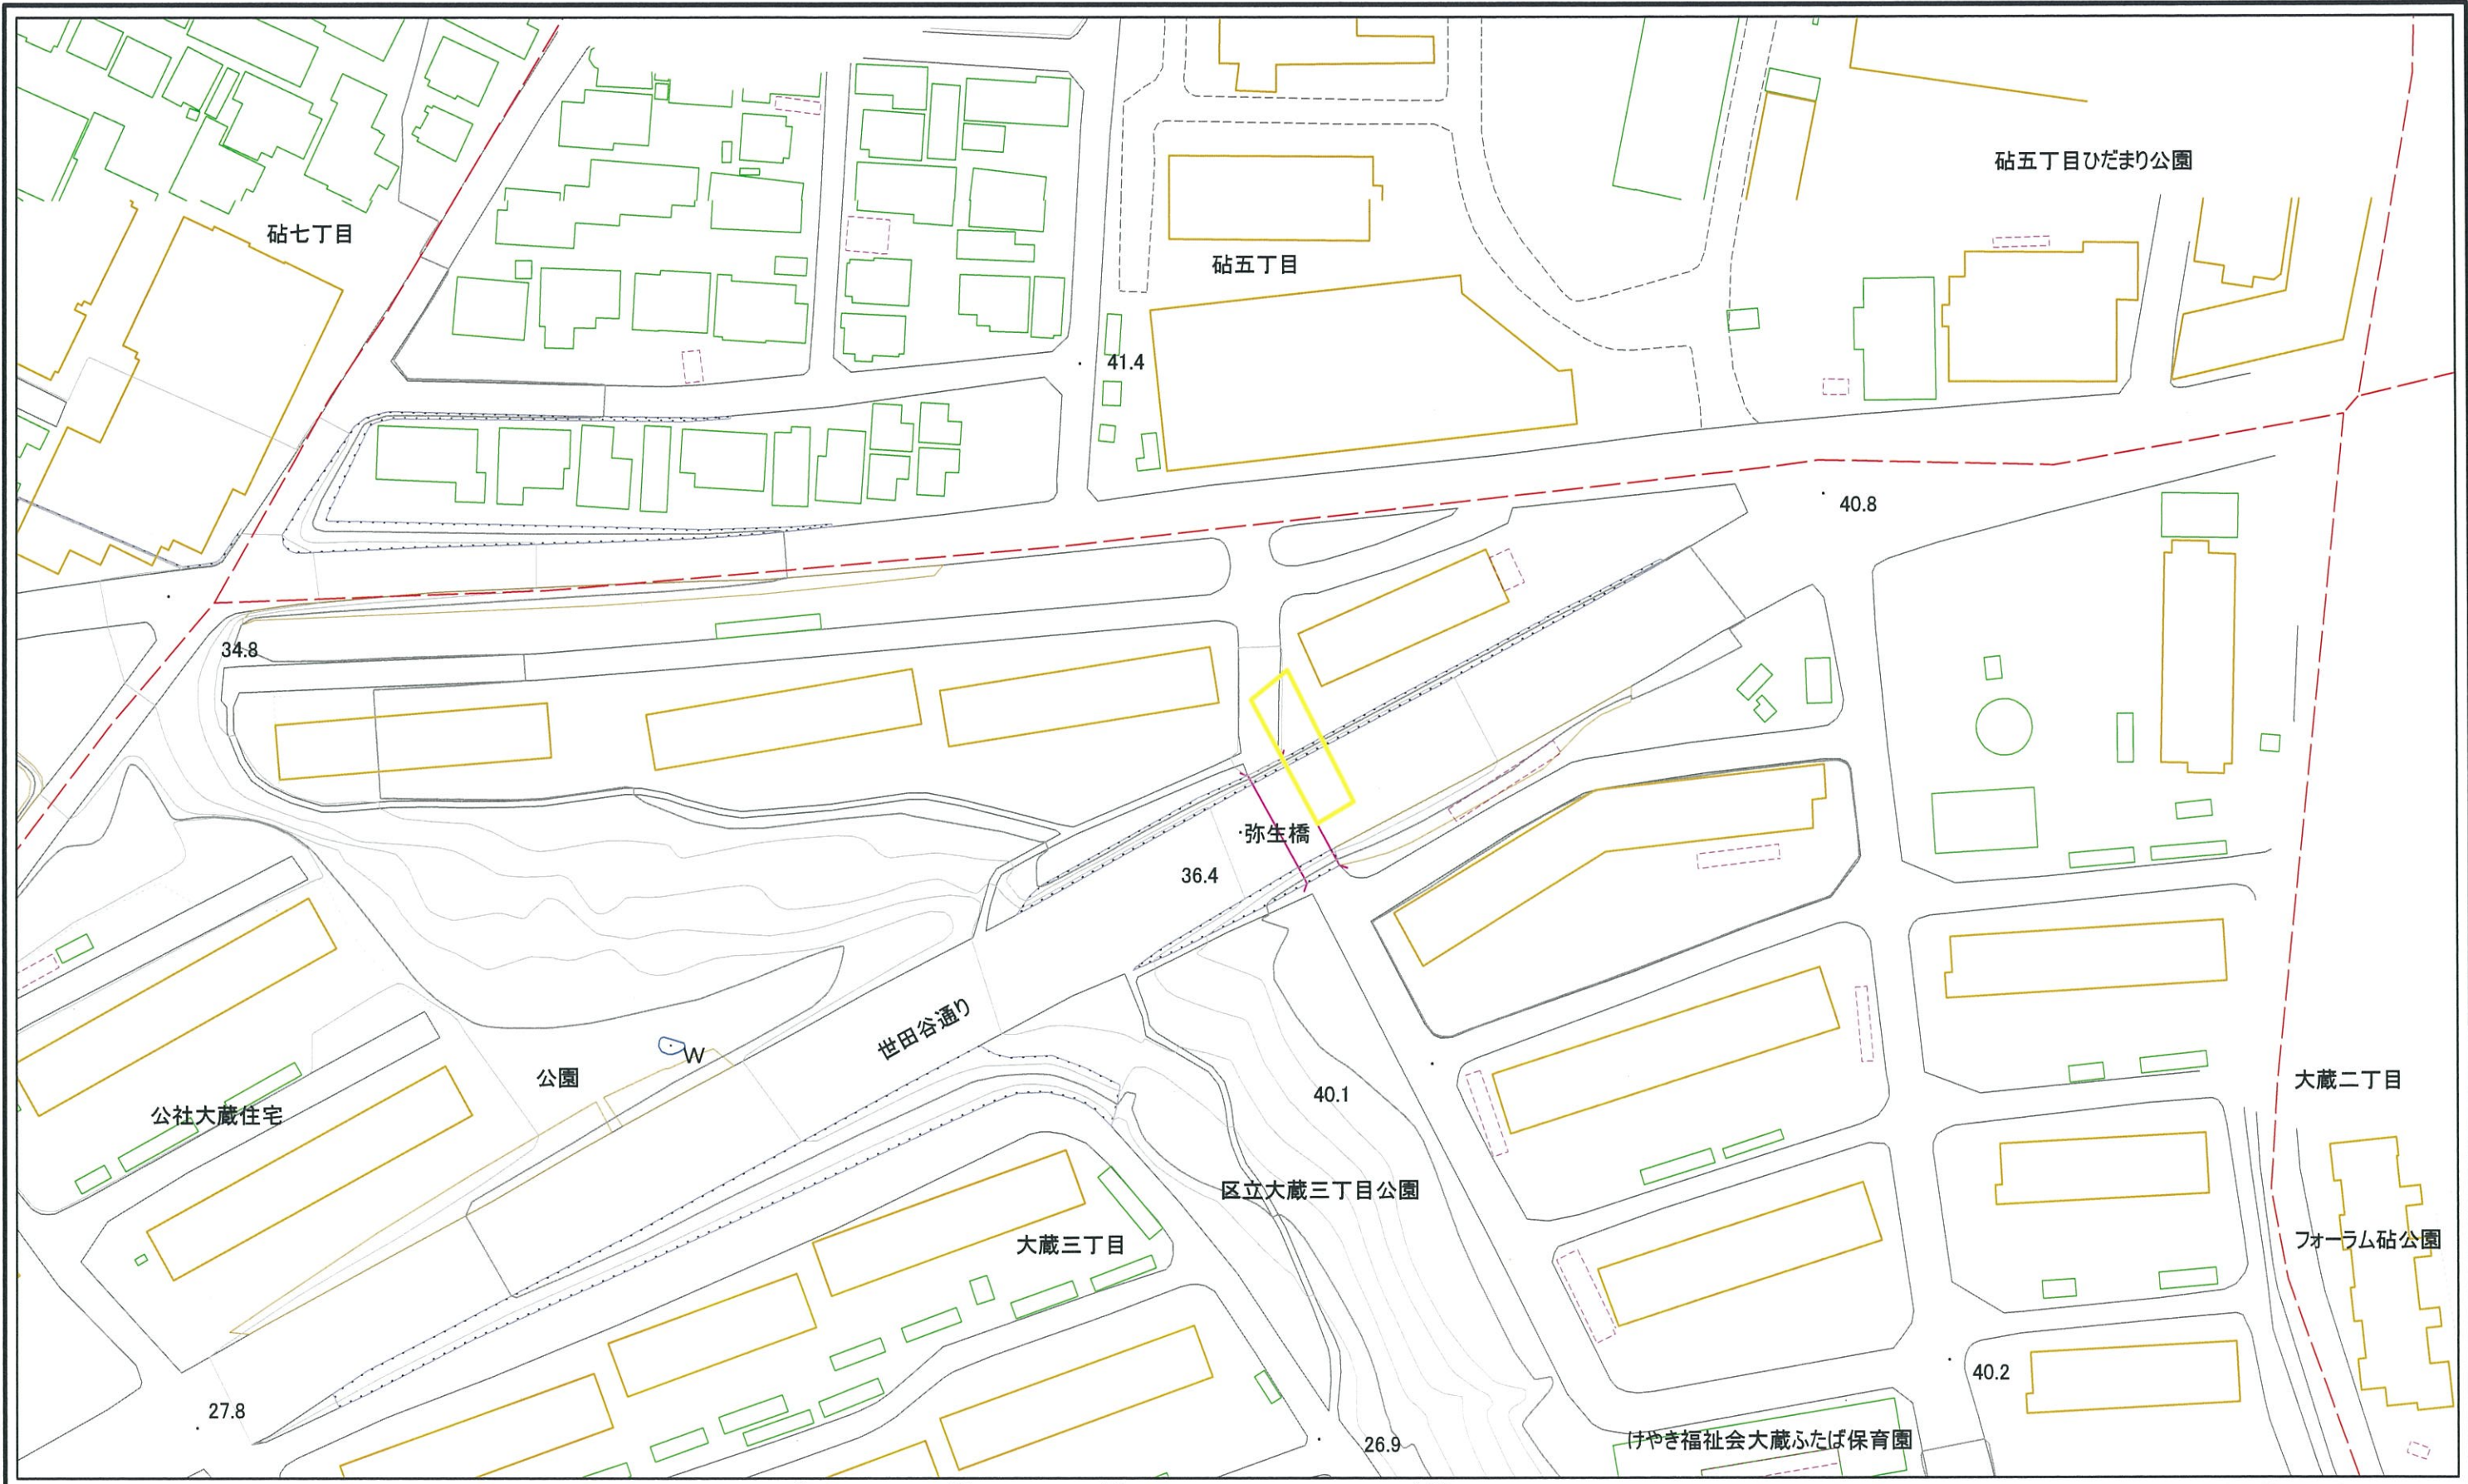 砧五丁目ひだまり公園
砧七丁目
砧五丁目
41.4
40.8
34.8
弥生橋
36.4
世田谷通り
W
公園
大蔵二丁目
40.1
公社大蔵住宅
区立大蔵三丁目公園
大蔵三丁目
フォーラム砧公園
40.2
27.8
けやき福祉会大蔵ふたば保育園
26.9